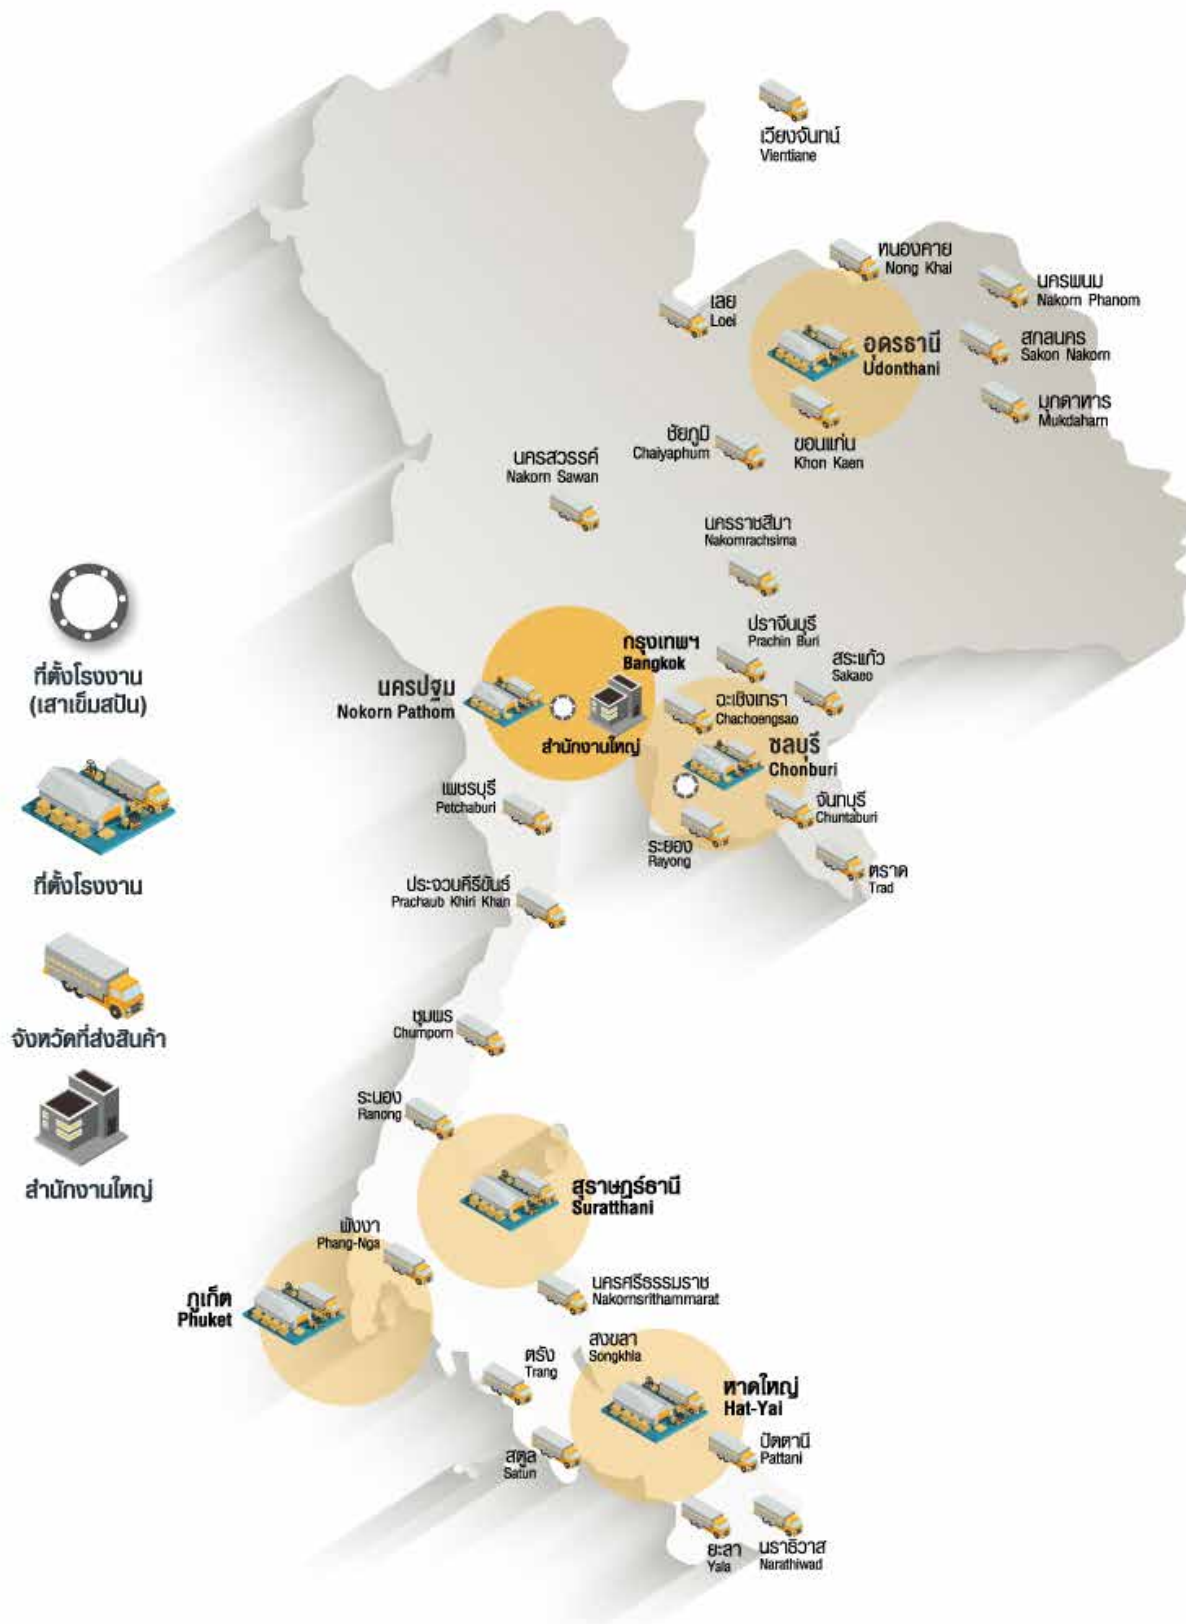 เวียงจันทน์
Vientiane
หนองคาย
Nong Khai
นครพนม
Nakorn Phanom
เลย
Loei
อุดรธานี
Udonthani
สกลนคร
Sakon Nakorn
มุกดาหาร
Mukdaharn
ชัยภูมิ
Chaiyaphum
ขอนแก่น
Khon Kaen
นครสวรรค์
Nakorn Sawan
นครราชสีมา
Nakornrachsima
ปราจีนบุรี
Prachin Buri
กรุงเทพฯ
Bangkok
สระแก้ว
Sakaeo
นครปฐม
Nokorn Pathom
ฉะเชิงเทรา
Chachoengsao
สำนักงานใหญ่
ชลบุรี
Chonburi
เพชรบุรี
Petchaburi
จันทบุรี
Chuntaburi
ระยอง
Rayong
ตราด
Trad
ประจวบคีรีขันธ์
Prachaub Khiri Khan
ชุมพร
Chumporn
ระนอง
Ranong
สุราษฎร์ธานี
Suratthani
พังงา
Phang-Nga
นครศรีธรรมราช
Nakornsrithammarat
ภูเก็ต
Phuket
สงขลา
Songkhla
ตรัง
Trang
หาดใหญ่
Hat-Yai
ปัตตานี
Pattani
สตูล
Satun
ยะลา
Yala
นราธิวาส
Narathiwad
ที่ตั้งโรงงาน
(เสาเข็มสปัน)
ที่ตั้งโรงงาน
จังหวัดที่ส่งสินค้า
สำนักงานใหญ่